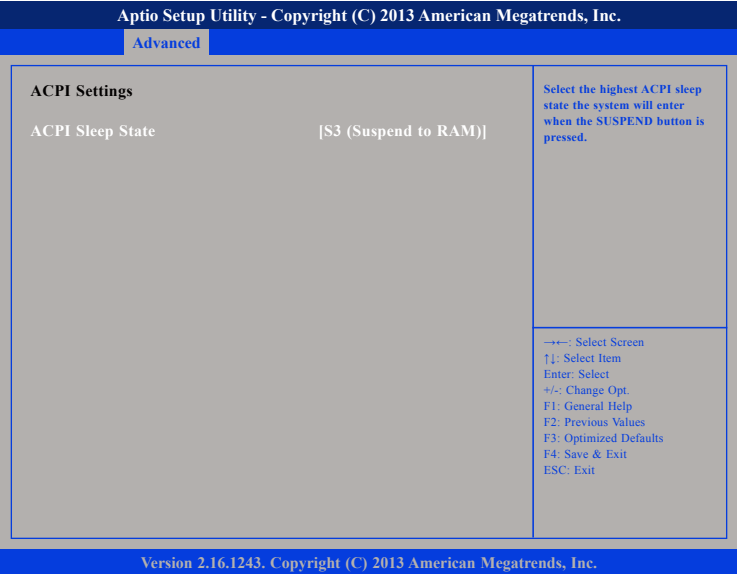 Aptio Setup Utility - Copyright (C) 2013 American Megatrends, Inc.
Advanced
ACPI Settings
ACPI Sleep State [S3 (Suspend to RAM)]
Select the highest ACPI sleep
state the system will enter
when the SUSPEND button is
pressed.
→←: Select Screen
↑↓: Select Item
Enter: Select
+/-: Change Opt.
F1: General Help
F2: Previous Values
F3: Optimized Defaults
F4: Save & Exit
ESC: Exit
Version 2.16.1243. Copyright (C) 2013 American Megatrends, Inc.